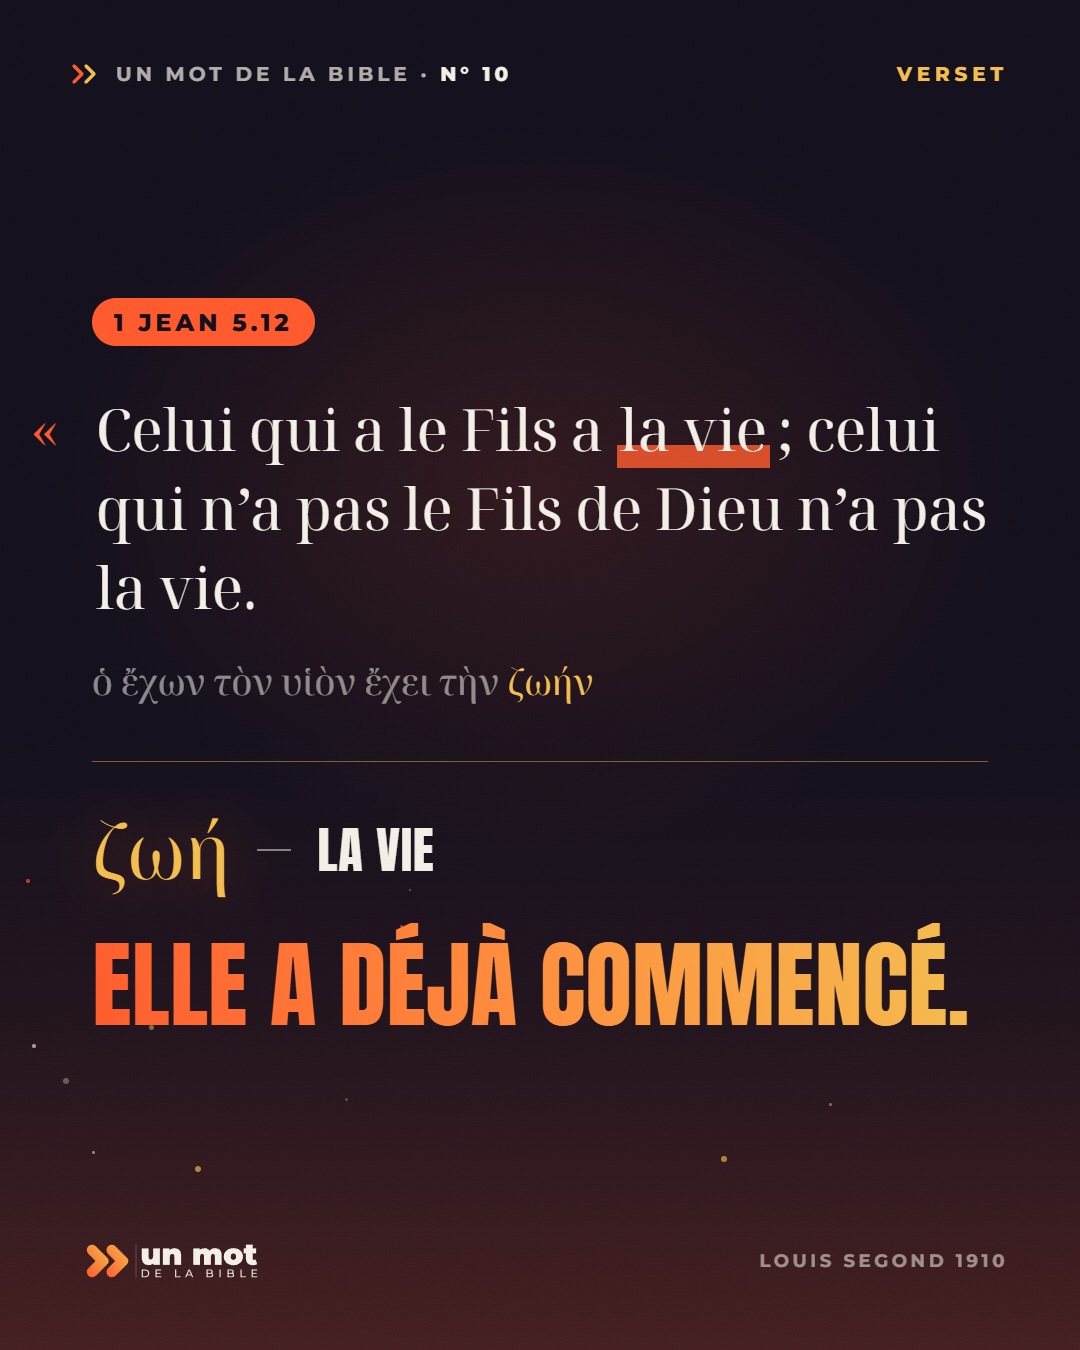 UN MOT DE LA BIBLE · N° 10
VERSET
1 JEAN 5.12
« Celui qui a le Fils a la vie ; celui
qui n’a pas le Fils de Dieu n’a pas
la vie.
ὁ ἔχων τὸν υἱὸν ἔχει τὴν ζωήν
ζωή — LA VIE
ELLE A DÉJÀ COMMENCÉ.
un mot
DE LA BIBLE
LOUIS SEGOND 1910